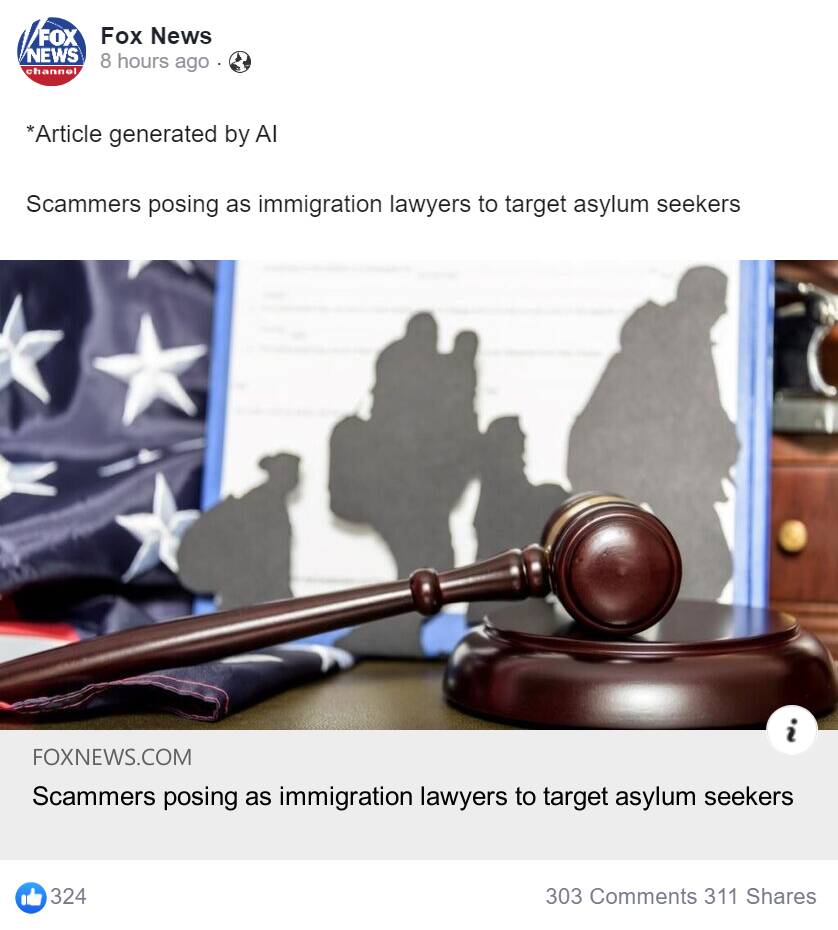 FOX
NEWS
channel
Fox News
8 hours ago ·
*Article generated by AI
Scammers posing as immigration lawyers to target asylum seekers
i
FOXNEWS.COM
Scammers posing as immigration lawyers to target asylum seekers
324
303 Comments 311 Shares